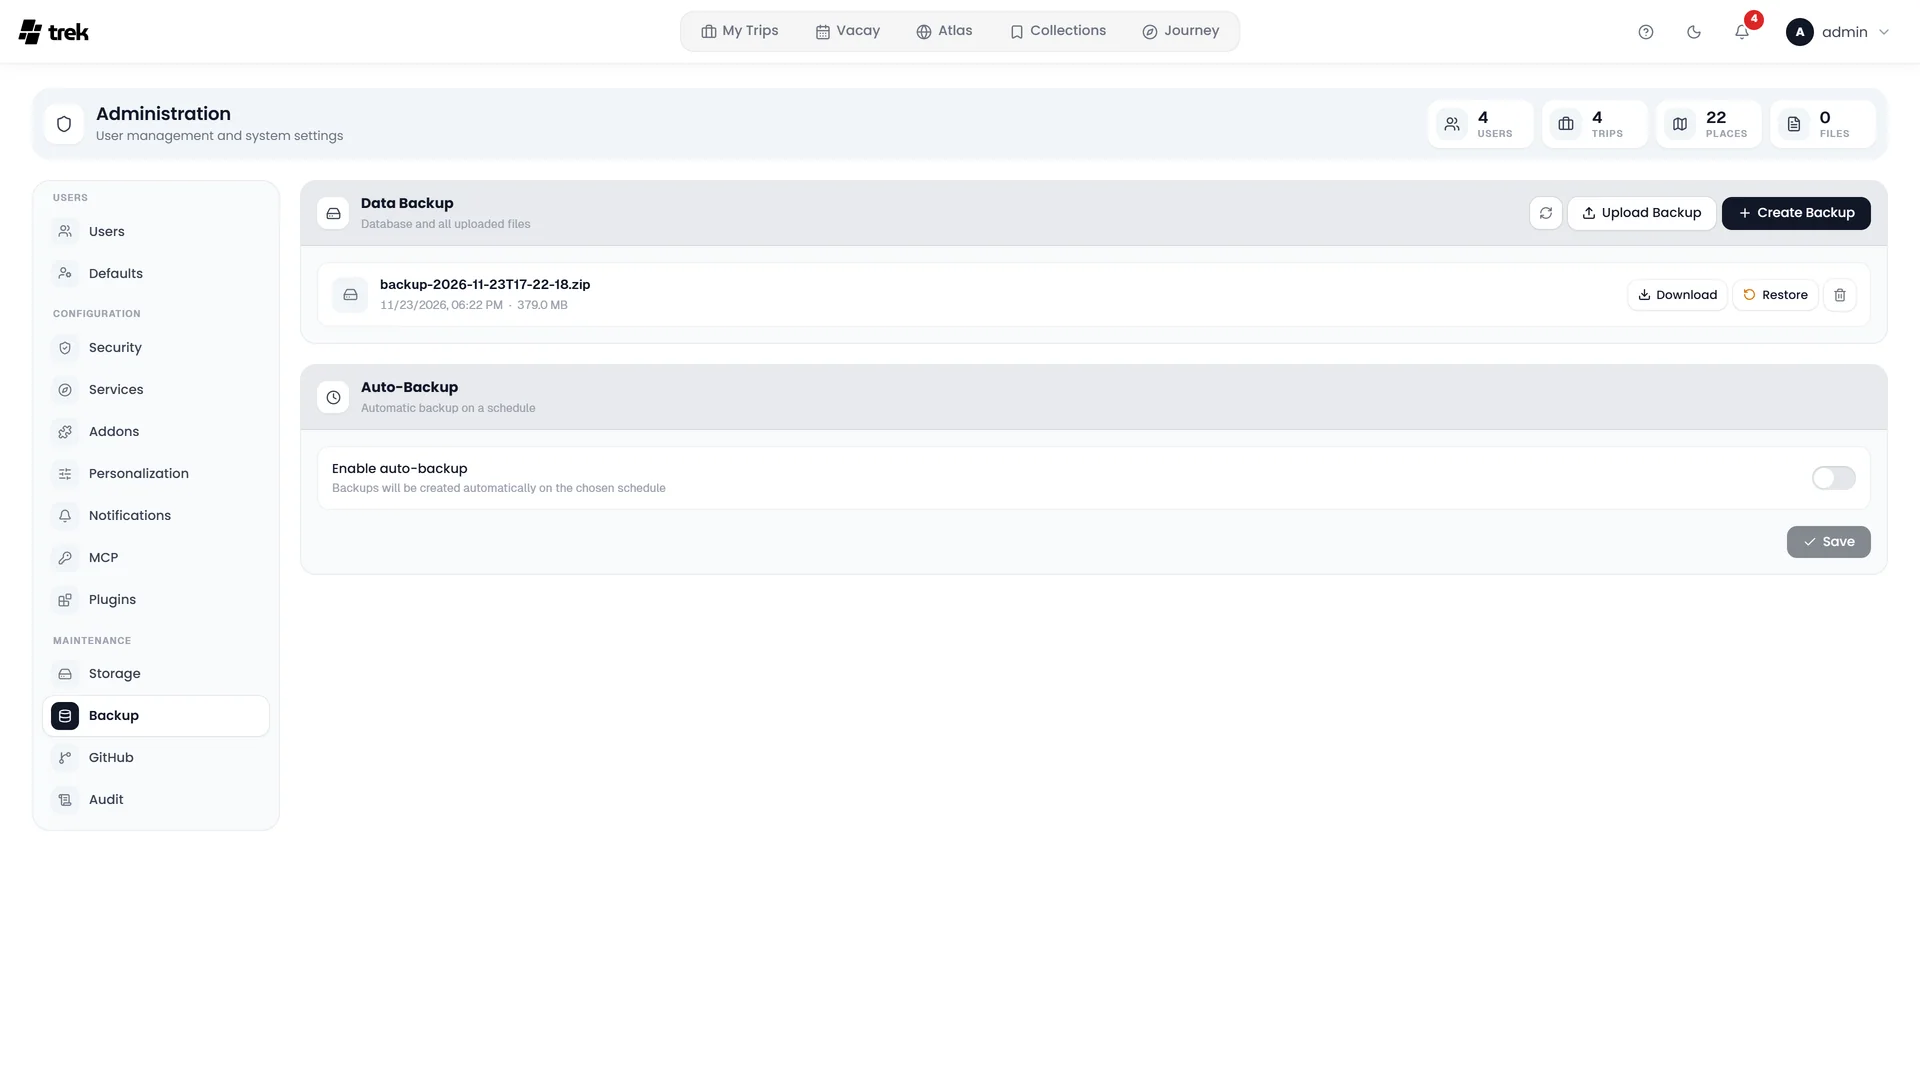 trek
My Trips
Vacay
Atlas
Collections
Journey
4
A
admin
Administration
User management and system settings
4
USERS
4
TRIPS
22
PLACES
0
FILES
USERS
Users
Defaults
CONFIGURATION
Security
Services
Addons
Personalization
Notifications
MCP
Plugins
MAINTENANCE
Storage
Backup
GitHub
Audit
Data Backup
Database and all uploaded files
Upload Backup
Create Backup
backup-2026-11-23T17-22-18.zip
11/23/2026, 06:22 PM · 379.0 MB
Download
Restore
Auto-Backup
Automatic backup on a schedule
Enable auto-backup
Backups will be created automatically on the chosen schedule
Save